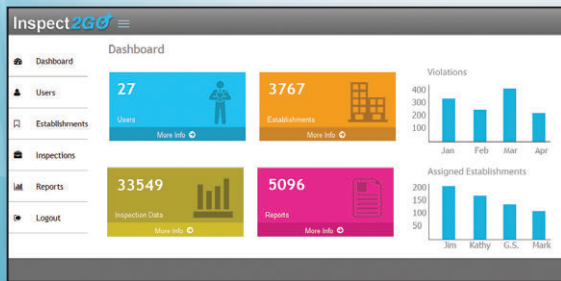 Inspect2GO
Dashboard
Dashboard
Users
Establishments
Inspections
Reports
Logout
27
Users
More Info
3767
Establishments
More Info
33549
Inspection Data
More Info
5096
Reports
More Info
Violations
400
300
200
100
Jan Feb Mar Apr
Assigned Establishments
200
150
100
50
Jim Kathy G.S. Mark